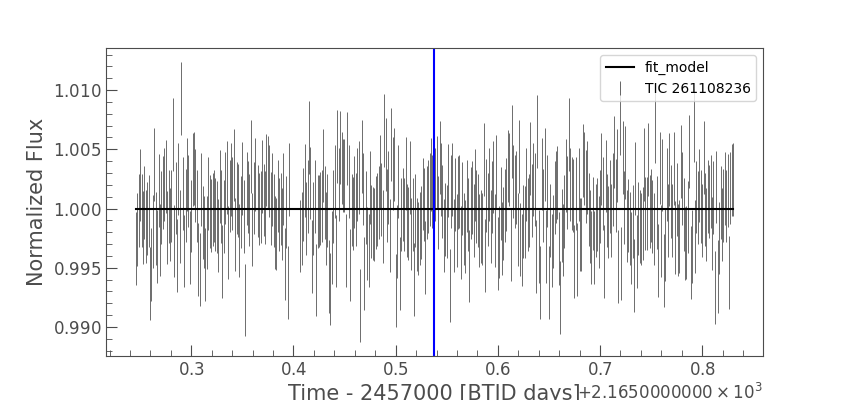 fit_model
TIC 261108236
1.010
1.005
1.000
0.995
0.990
Normalized Flux
0.3 0.4 0.5 0.6 0.7 0.8
Time - 2457000 [BTJD days]
+2.1650000000 × 10³